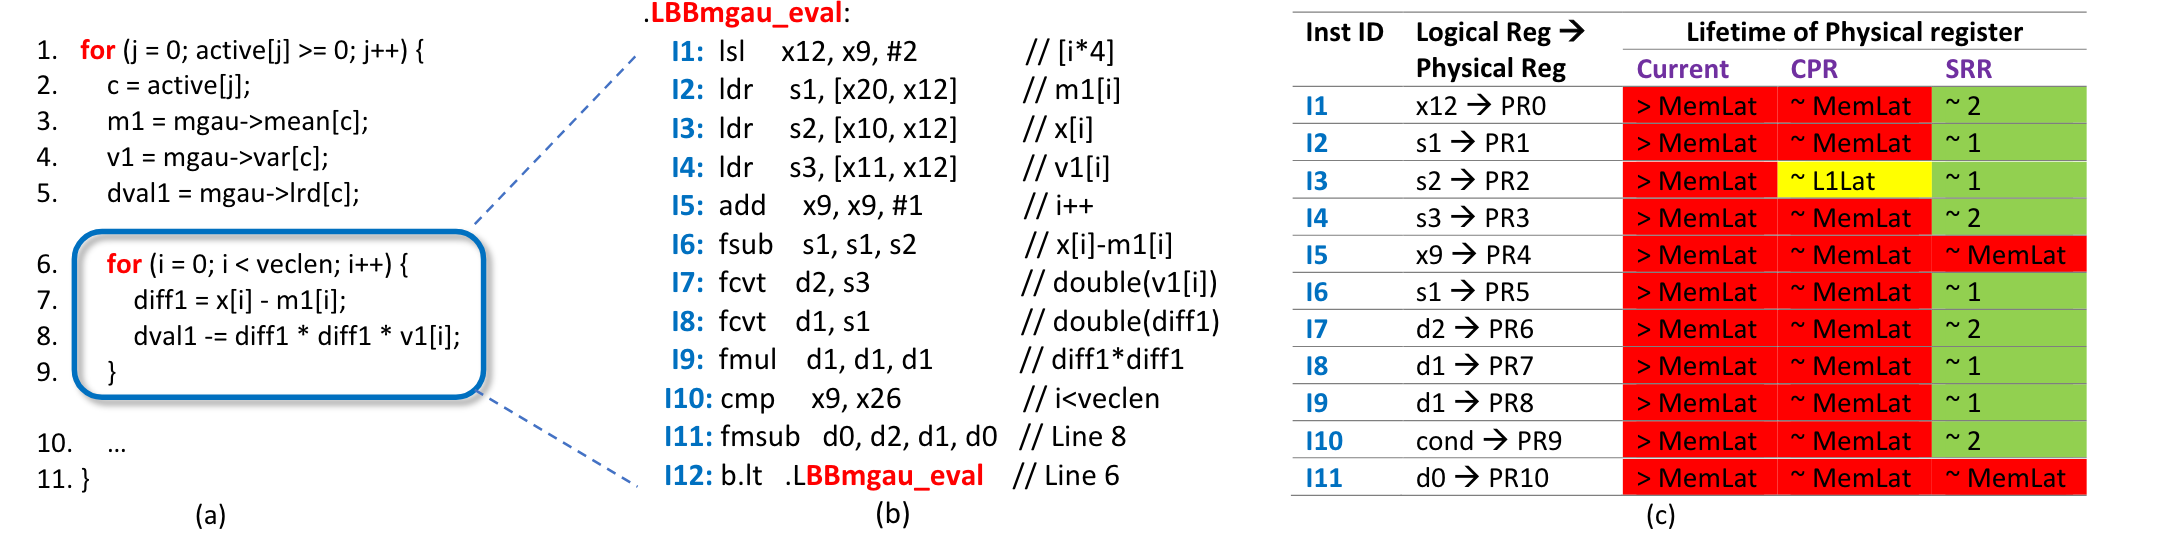 1. for (j = 0; active[j] >= 0; j++) {
2. c = active[j];
3. m1 = mgau->mean[c];
4. v1 = mgau->var[c];
5. dval1 = mgau->lrd[c];
6. for (i = 0; i < veclen; i++) {
7. diff1 = x[i] - m1[i];
8. dval1 -= diff1 * diff1 * v1[i];
9. }
10. ...
11. }
(a)
.LBBmgau_eval:
I1: lsl x12, x9, #2 // [i*4]
I2: ldr s1, [x20, x12] // m1[i]
I3: ldr s2, [x10, x12] // x[i]
I4: ldr s3, [x11, x12] // v1[i]
I5: add x9, x9, #1 // i++
I6: fsub s1, s1, s2 // x[i]-m1[i]
I7: fcvt d2, s3 // double(v1[i])
I8: fcvt d1, s1 // double(diff1)
I9: fmul d1, d1, d1 // diff1*diff1
I10: cmp x9, x26 // i<veclen
I11: fmsub d0, d2, d1, d0 // Line 8
I12: b.lt .LBBmgau_eval // Line 6
(b)
Inst ID Logical Reg → Lifetime of Physical register
Physical Reg Current CPR SRR
I1 x12 → PR0 > MemLat ~ MemLat ~ 2
I2 s1 → PR1 > MemLat ~ MemLat ~ 1
I3 s2 → PR2 > MemLat ~ L1Lat ~ 1
I4 s3 → PR3 > MemLat ~ MemLat ~ 2
I5 x9 → PR4 > MemLat ~ MemLat ~ MemLat
I6 s1 → PR5 > MemLat ~ MemLat ~ 1
I7 d2 → PR6 > MemLat ~ MemLat ~ 2
I8 d1 → PR7 > MemLat ~ MemLat ~ 1
I9 d1 → PR8 > MemLat ~ MemLat ~ 1
I10 cond → PR9 > MemLat ~ MemLat ~ 2
I11 d0 → PR10 > MemLat ~ MemLat ~ MemLat
(c)